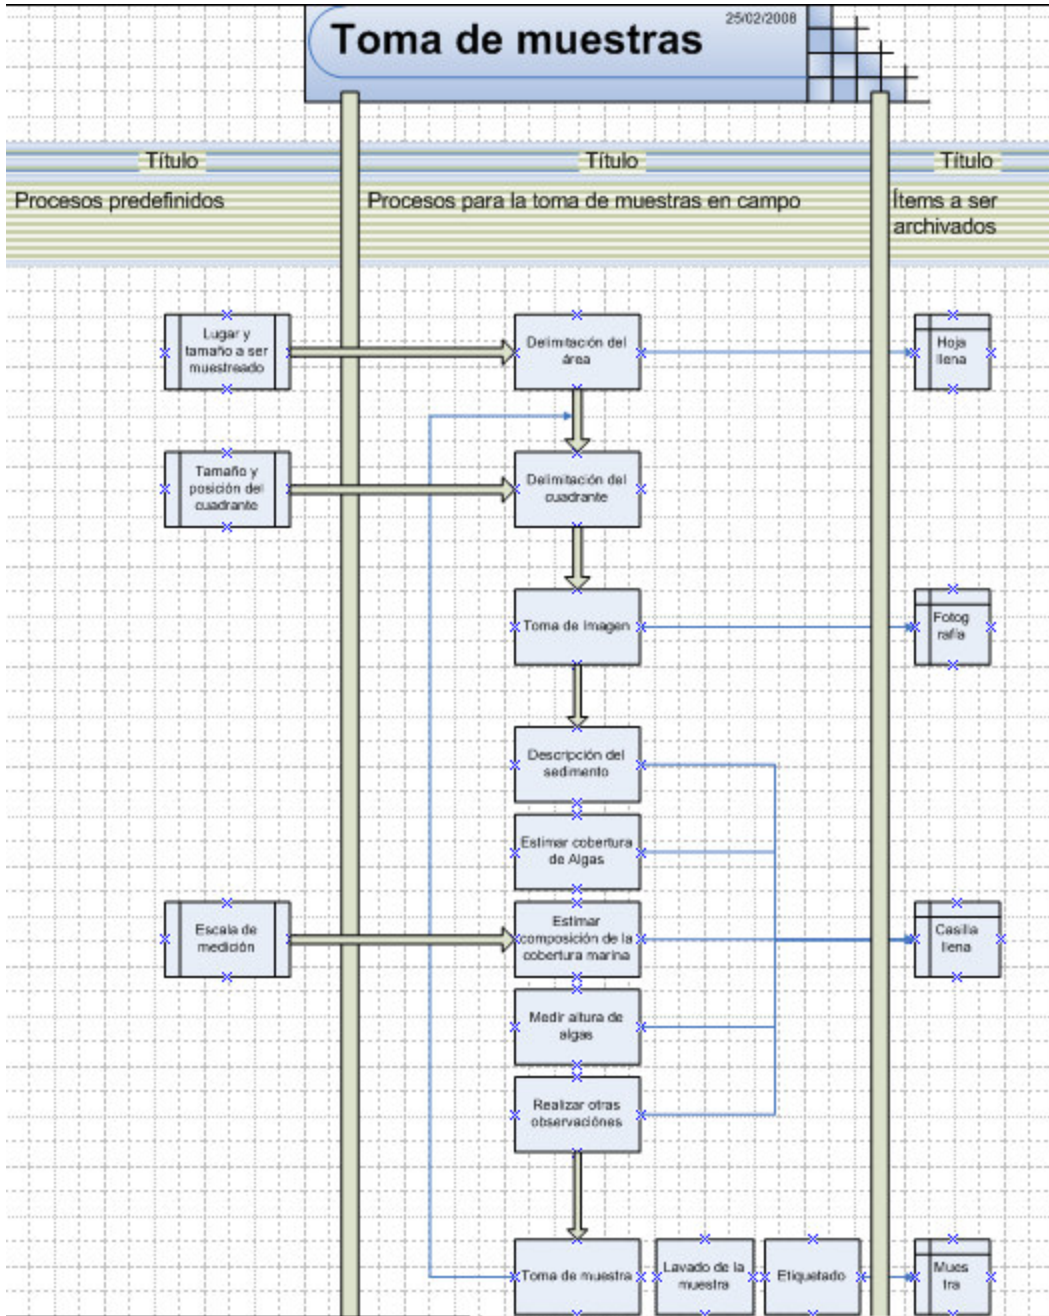 Toma de muestras
25/02/2008
Título
Título
Título
Procesos predefinidos
Procesos para la toma de muestras en campo
Ítems a ser
archivados
Lugar y
tamaño a ser
muestreado
Delimitación del
área
Hoja
llena
Tamaño y
posición del
cuadrante
Delimitación del
cuadrante
Toma de Imagen
Fotog
rafía
Descripción del
sedimento
Estimar cobertura
de Algas
Escala de
medición
Estimar
composición de la
cobertura marina
Casilla
llena
Medir altura de
algas
Realizar otras
observaciónes
Toma de muestra
Lavado de la
muestra
Etiquetado
Mues
tra